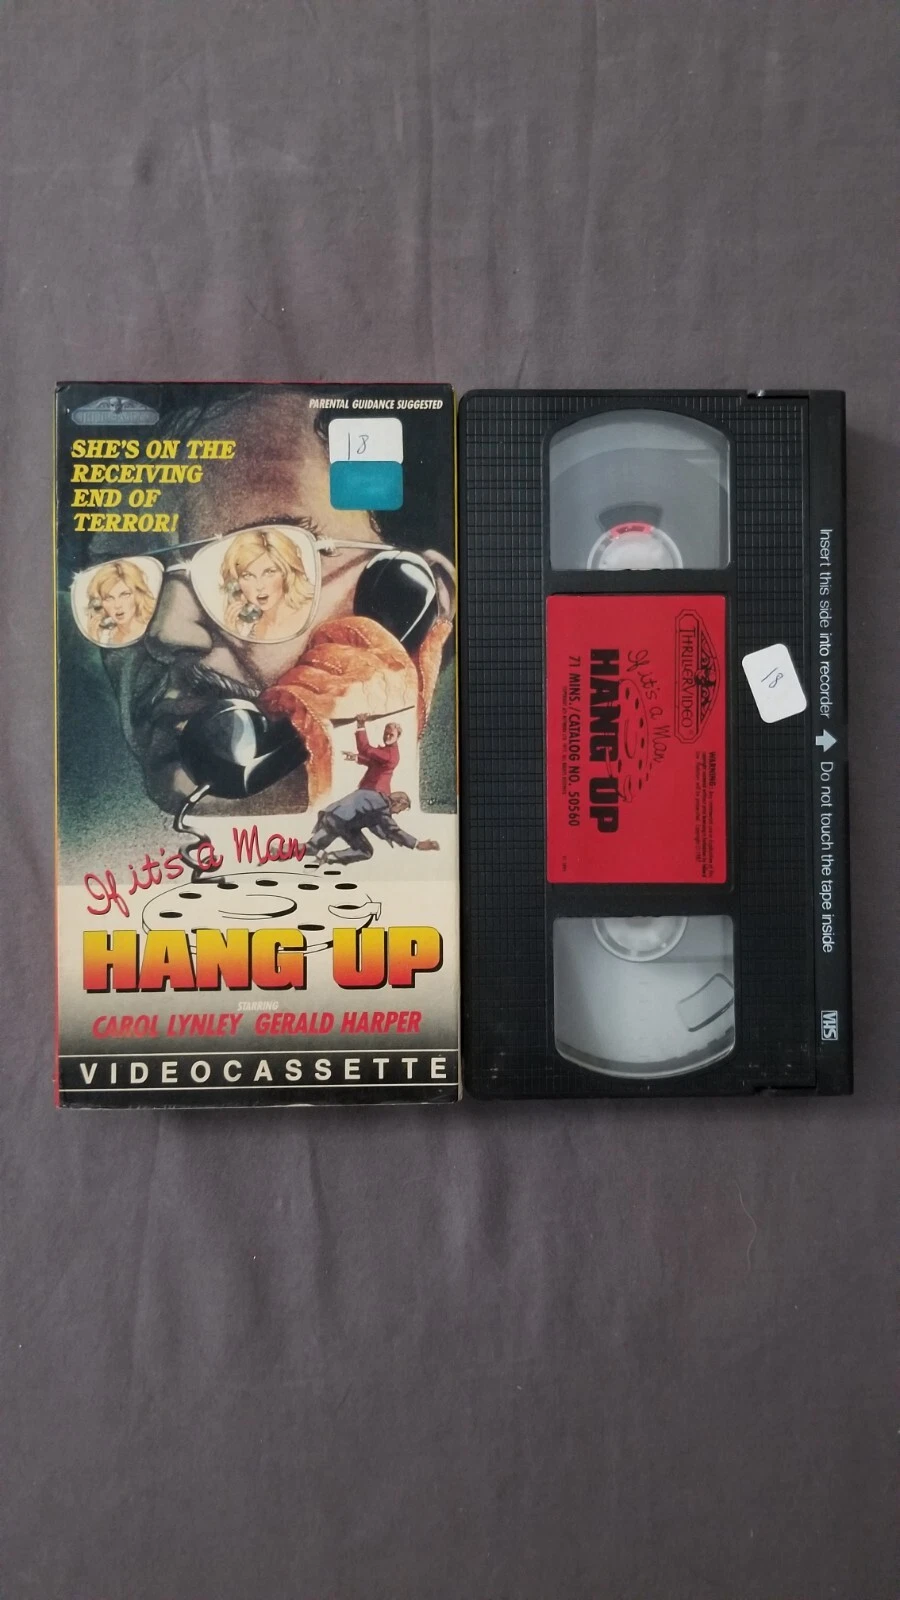 PARENTAL GUIDANCE SUGGESTED
18
SHE'S ON THE
RECEIVING
END OF
TERROR!
If it's a Man
HANG UP
STARRING
CAROL LYNLEY GERALD HARPER
VIDEOCASSETTE
THRILLERVIDEO
If it's a Man
HANG UP
71 MINS./CATALOG NO. 50560
WARNING:
18
Insert this side into recorder Do not touch the tape inside
VHS